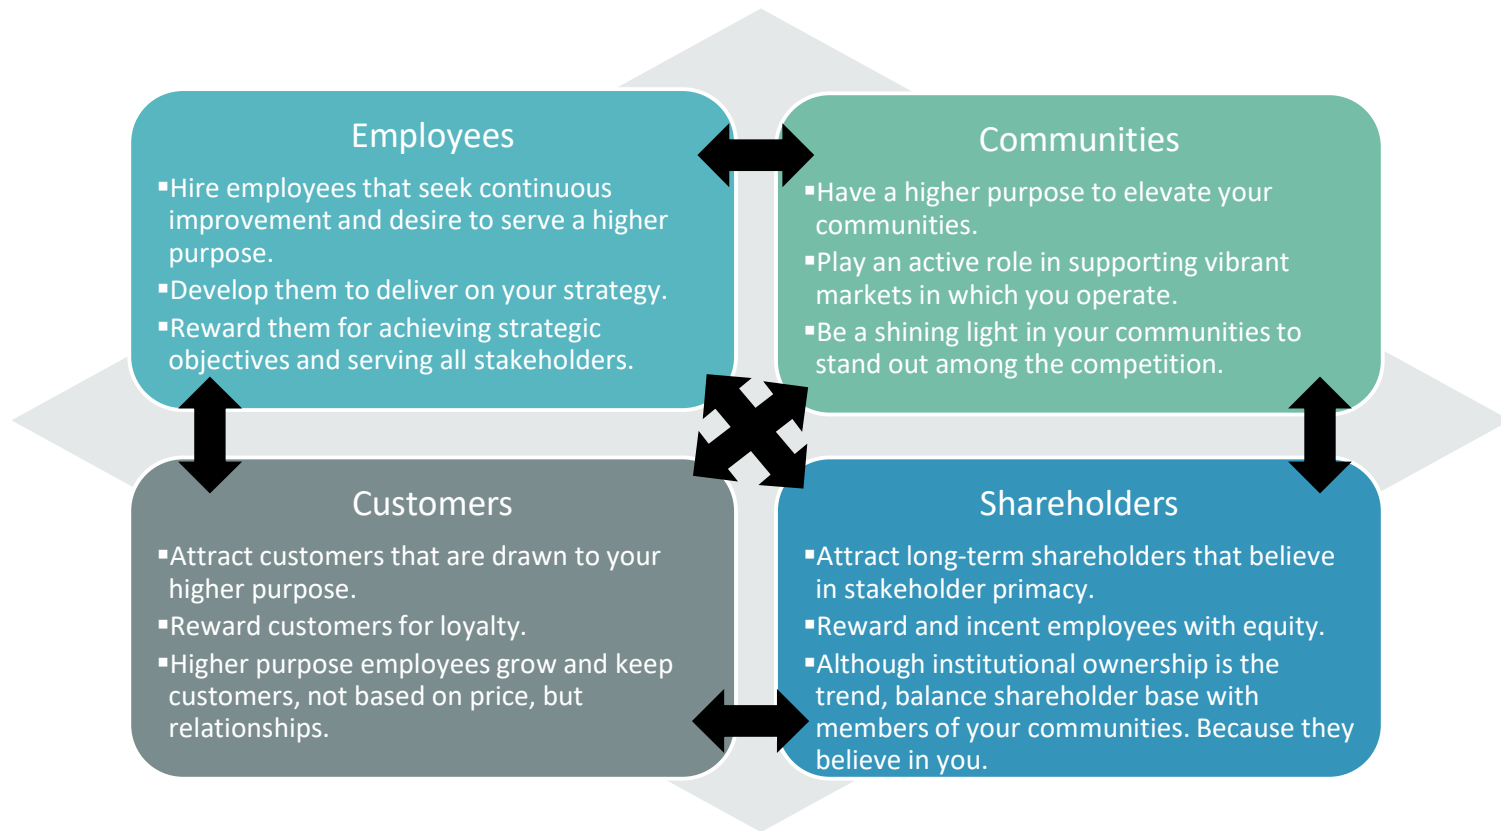 Employees
▪Hire employees that seek continuous
improvement and desire to serve a higher
purpose.
▪Develop them to deliver on your strategy.
▪Reward them for achieving strategic
objectives and serving all stakeholders.
Communities
▪Have a higher purpose to elevate your
communities.
▪Play an active role in supporting vibrant
markets in which you operate.
▪Be a shining light in your communities to
stand out among the competition.
Customers
▪Attract customers that are drawn to your
higher purpose.
▪Reward customers for loyalty.
▪Higher purpose employees grow and keep
customers, not based on price, but
relationships.
Shareholders
▪Attract long-term shareholders that believe
in stakeholder primacy.
▪Reward and incent employees with equity.
▪Although institutional ownership is the
trend, balance shareholder base with
members of your communities. Because they
believe in you.